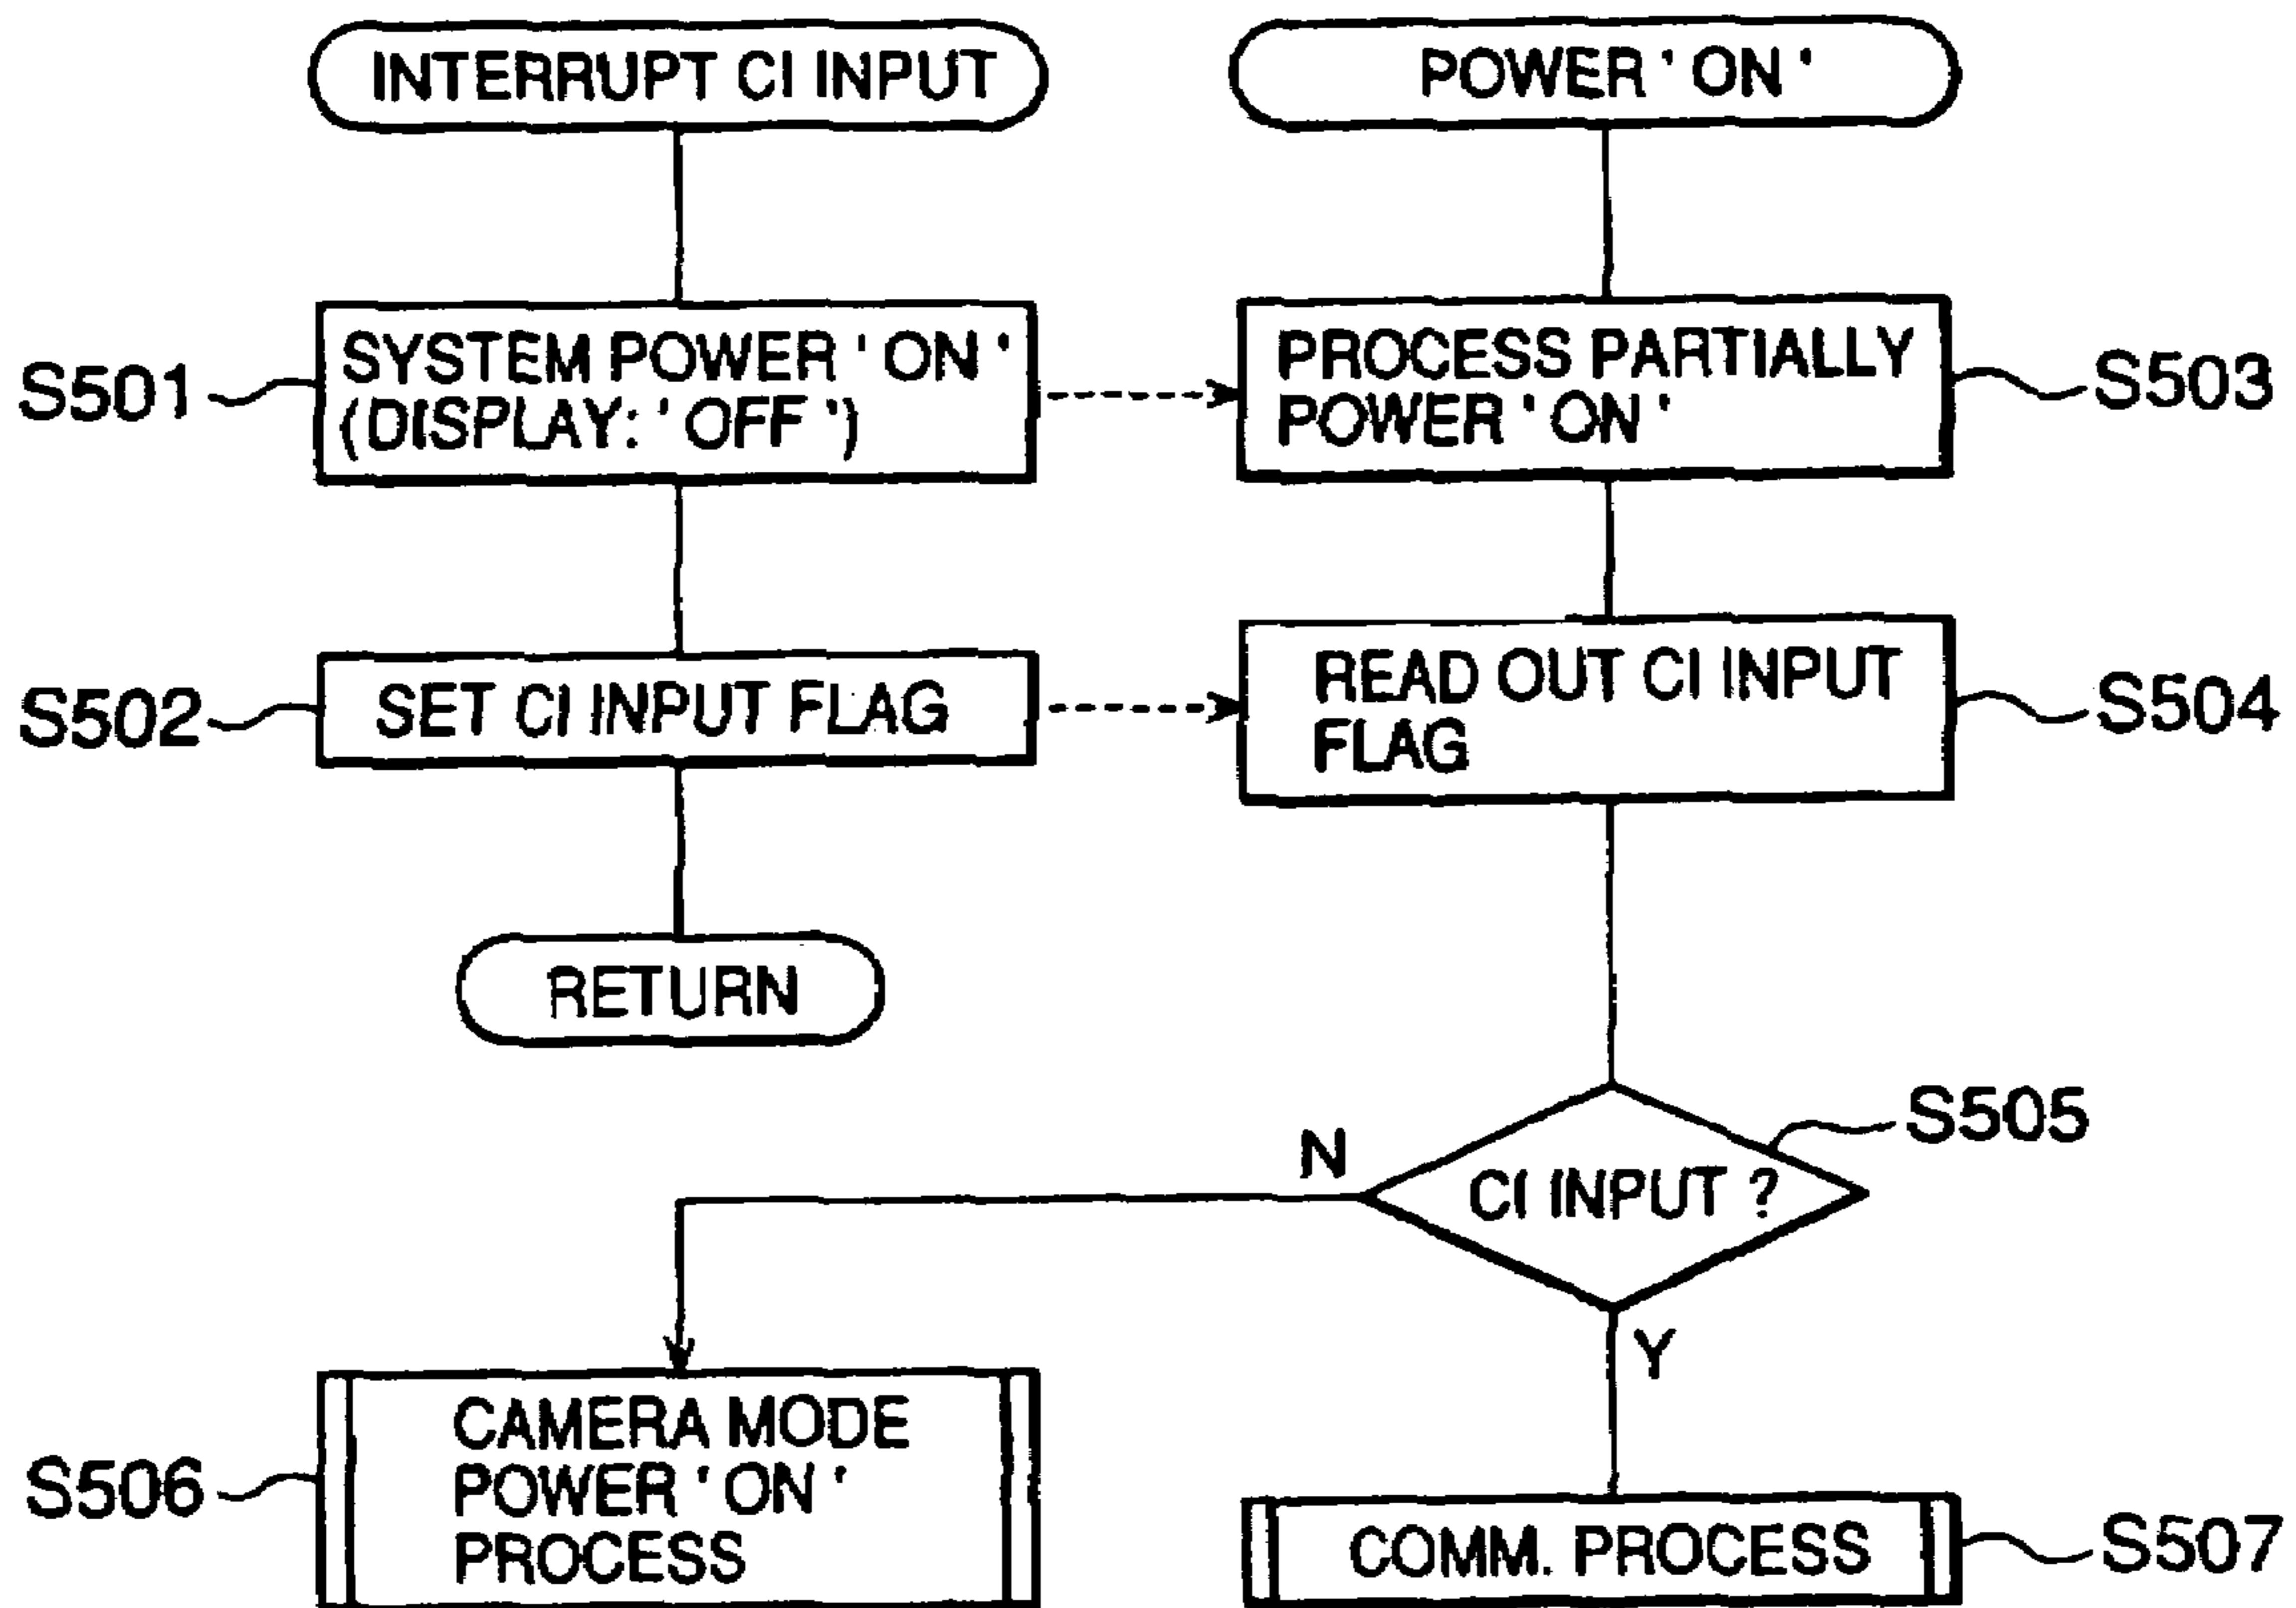 INTERRUPT CI INPUT
POWER ' ON '
S501
SYSTEM POWER ' ON '
(DISPLAY: ' OFF ')
PROCESS PARTIALLY
POWER ' ON '
S503
S502
SET CI INPUT FLAG
READ OUT CI INPUT
FLAG
S504
RETURN
S505
CI INPUT ?
N
Y
S506
CAMERA MODE
POWER ' ON '
PROCESS
COMM. PROCESS
S507